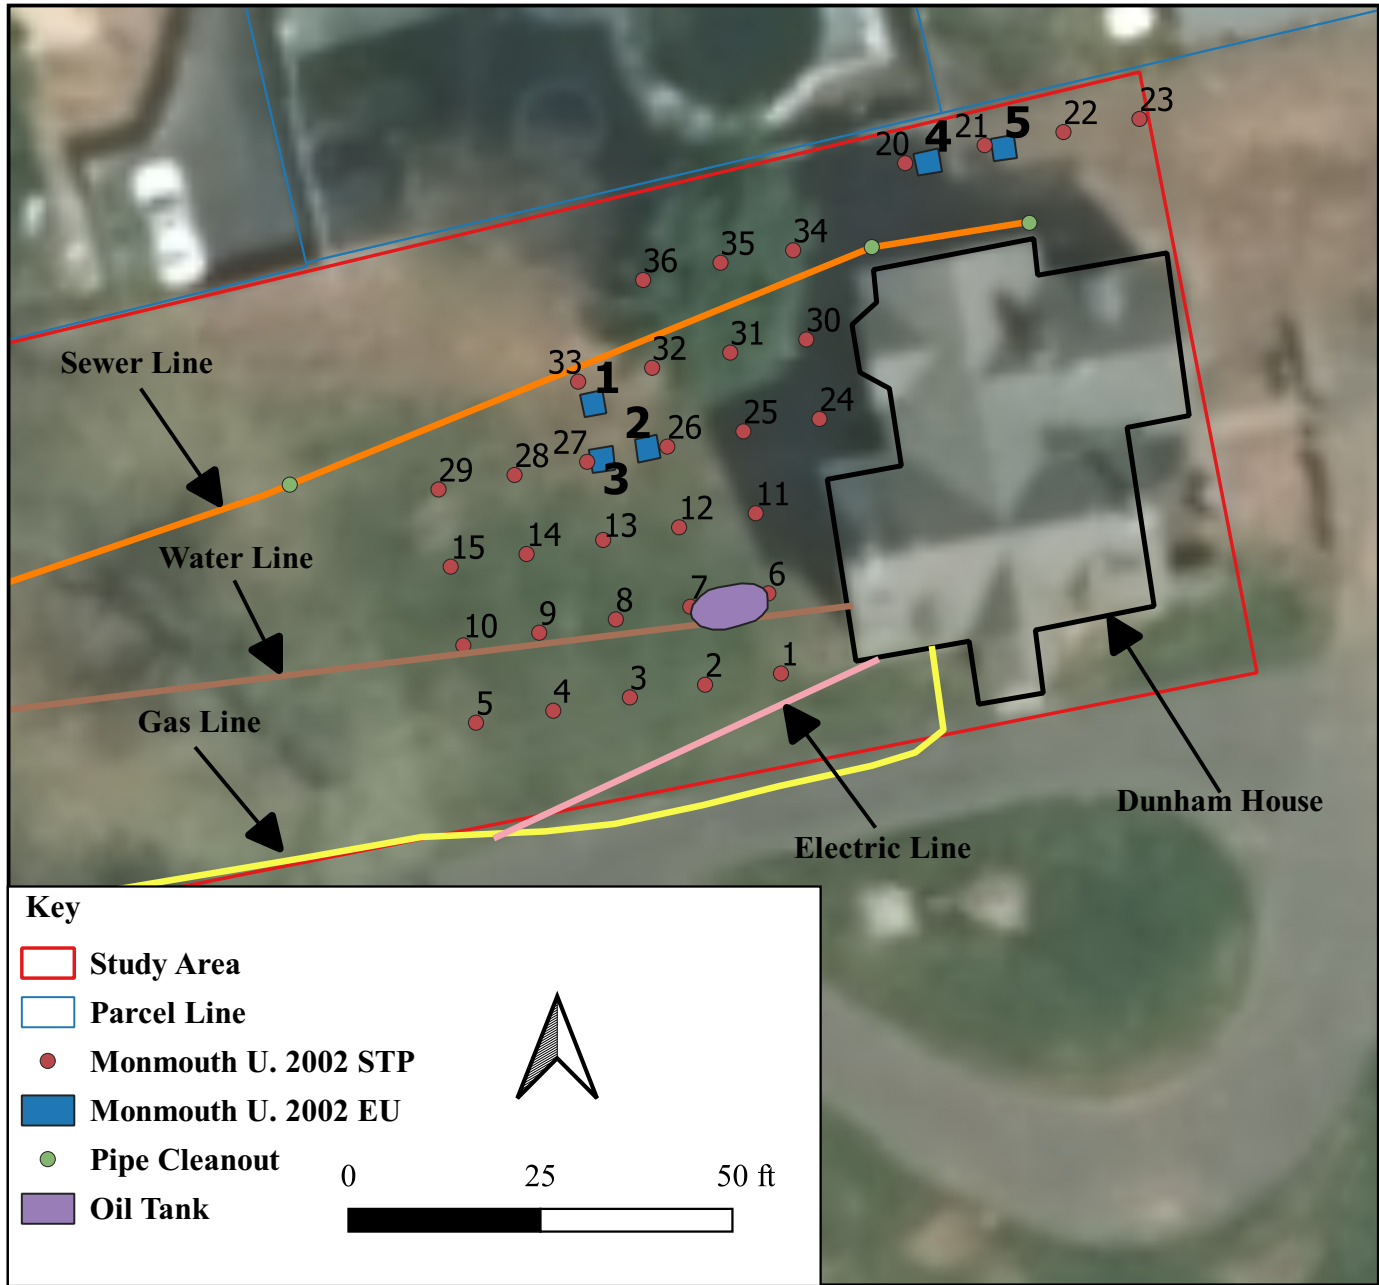 23
22
5
21
4
20
34
35
36
30
31
32
33
1
Sewer Line
24
25
2
26
27
28
29
3
11
12
13
14
15
Water Line
6
7
8
9
10
1
2
3
4
5
Gas Line
Dunham House
Electric Line
Key
Study Area
Parcel Line
Monmouth U. 2002 STP
Monmouth U. 2002 EU
Pipe Cleanout
Oil Tank
0 25 50 ft